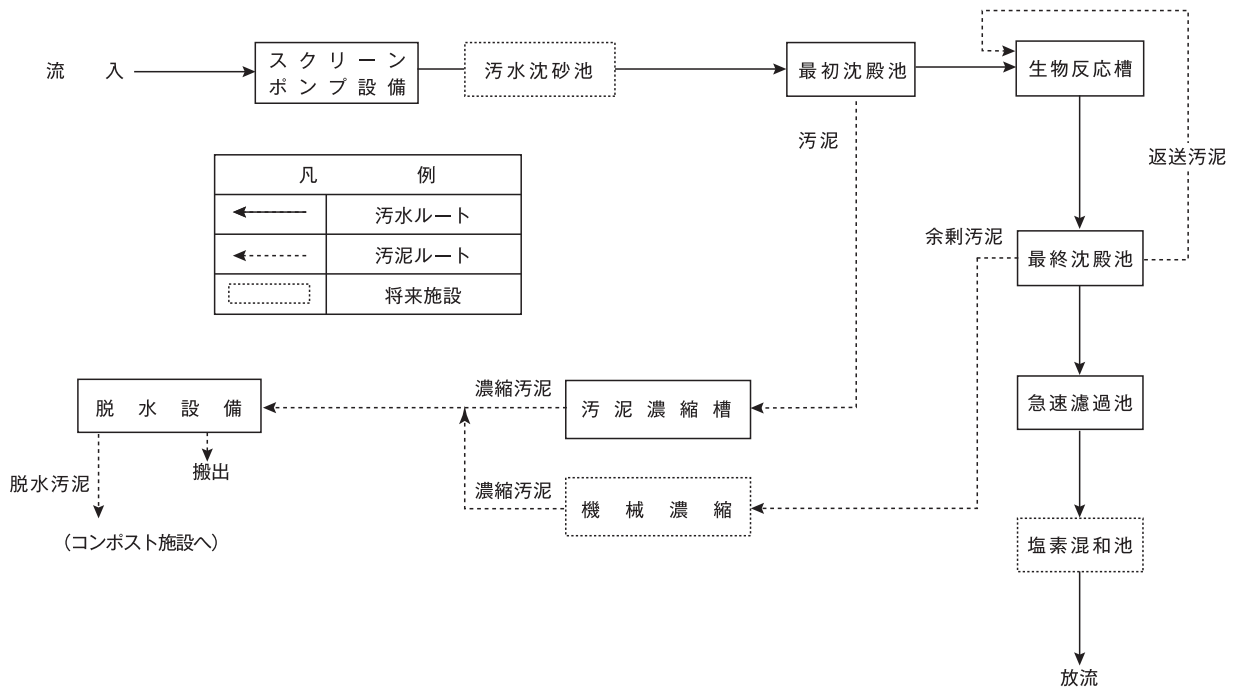 流入
スクリーン
ポンプ設備
汚水沈砂池
最初沈殿池
生物反応槽
汚泥
返送汚泥
凡例
汚水ルート
汚泥ルート
将来施設
余剰汚泥
最終沈殿池
濃縮汚泥
脱水設備
汚泥濃縮槽
急速濾過池
搬出
脱水汚泥
濃縮汚泥
機械濃縮
(コンポスト施設へ)
塩素混和池
放流